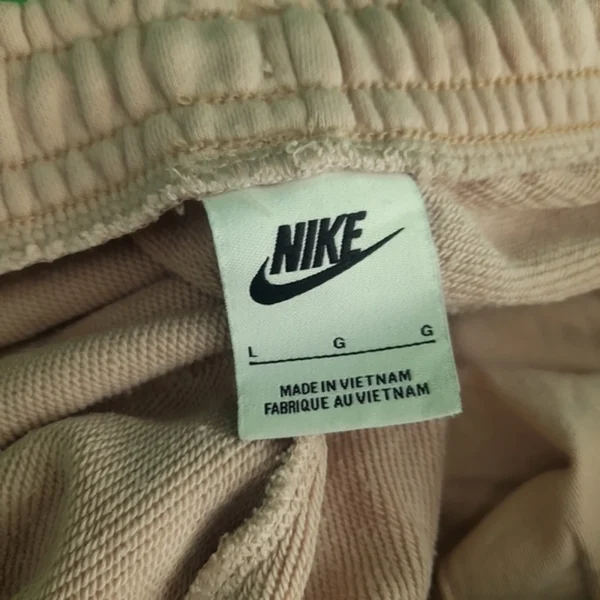 NIKE
L G G
MADE IN VIETNAM
FABRIQUE AU VIETNAM